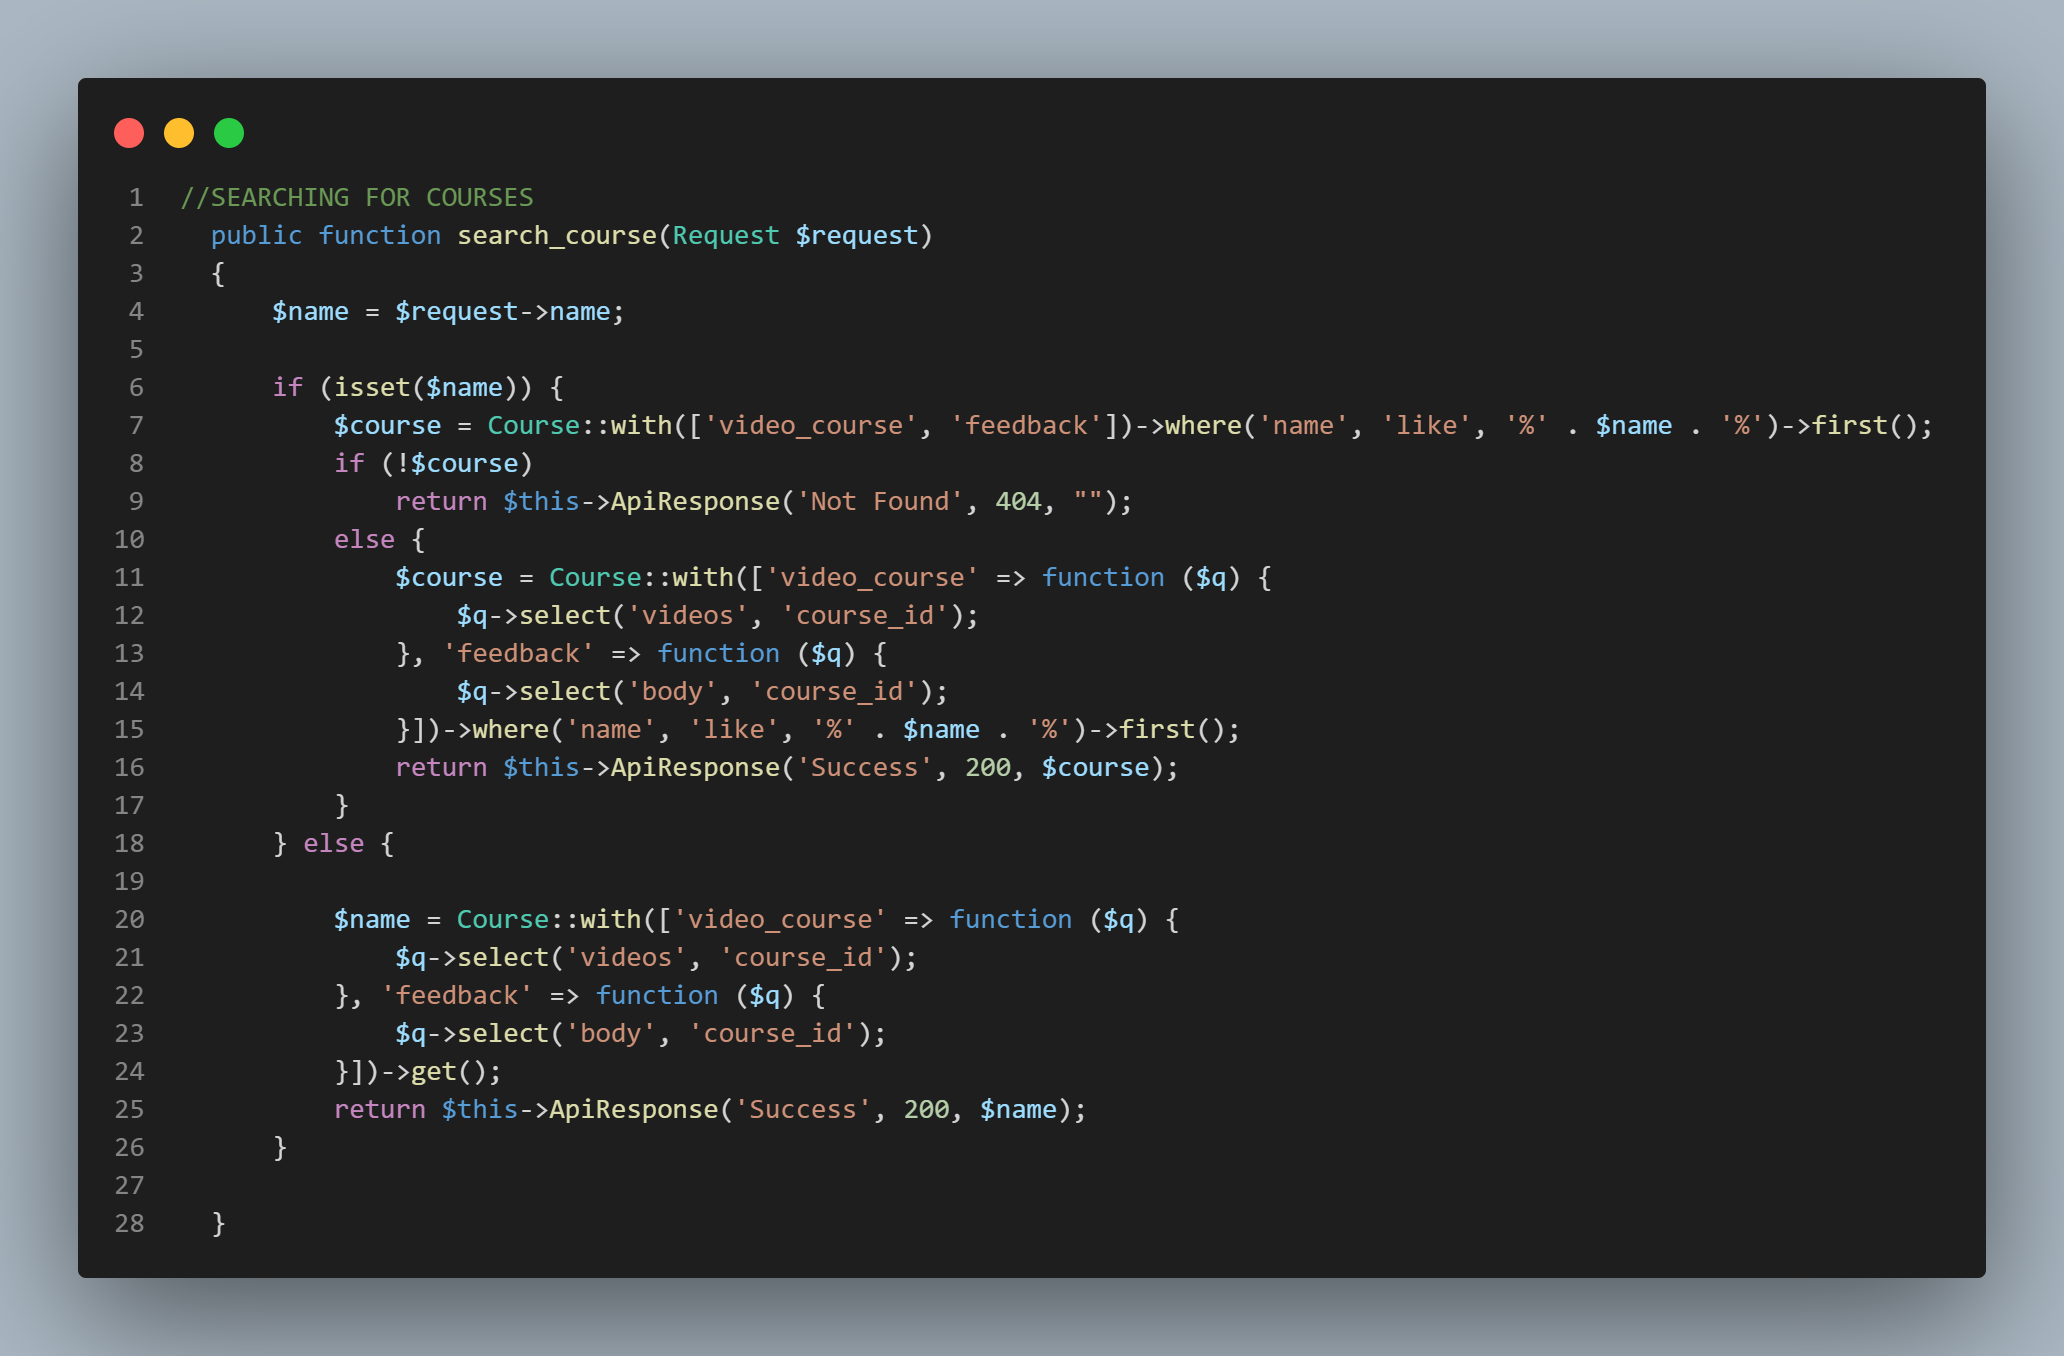 1 //SEARCHING FOR COURSES
2   public function search_course(Request $request)
3   {
4       $name = $request->name;
5
6       if (isset($name)) {
7           $course = Course::with(['video_course', 'feedback'])->where('name', 'like', '%' . $name . '%')->first();
8           if (!$course)
9               return $this->ApiResponse('Not Found', 404, "");
10           else {
11               $course = Course::with(['video_course' => function ($q) {
12                   $q->select('videos', 'course_id');
13               }, 'feedback' => function ($q) {
14                   $q->select('body', 'course_id');
15               }])->where('name', 'like', '%' . $name . '%')->first();
16               return $this->ApiResponse('Success', 200, $course);
17           }
18       } else {
19
20           $name = Course::with(['video_course' => function ($q) {
21               $q->select('videos', 'course_id');
22           }, 'feedback' => function ($q) {
23               $q->select('body', 'course_id');
24           }])->get();
25           return $this->ApiResponse('Success', 200, $name);
26       }
27
28   }